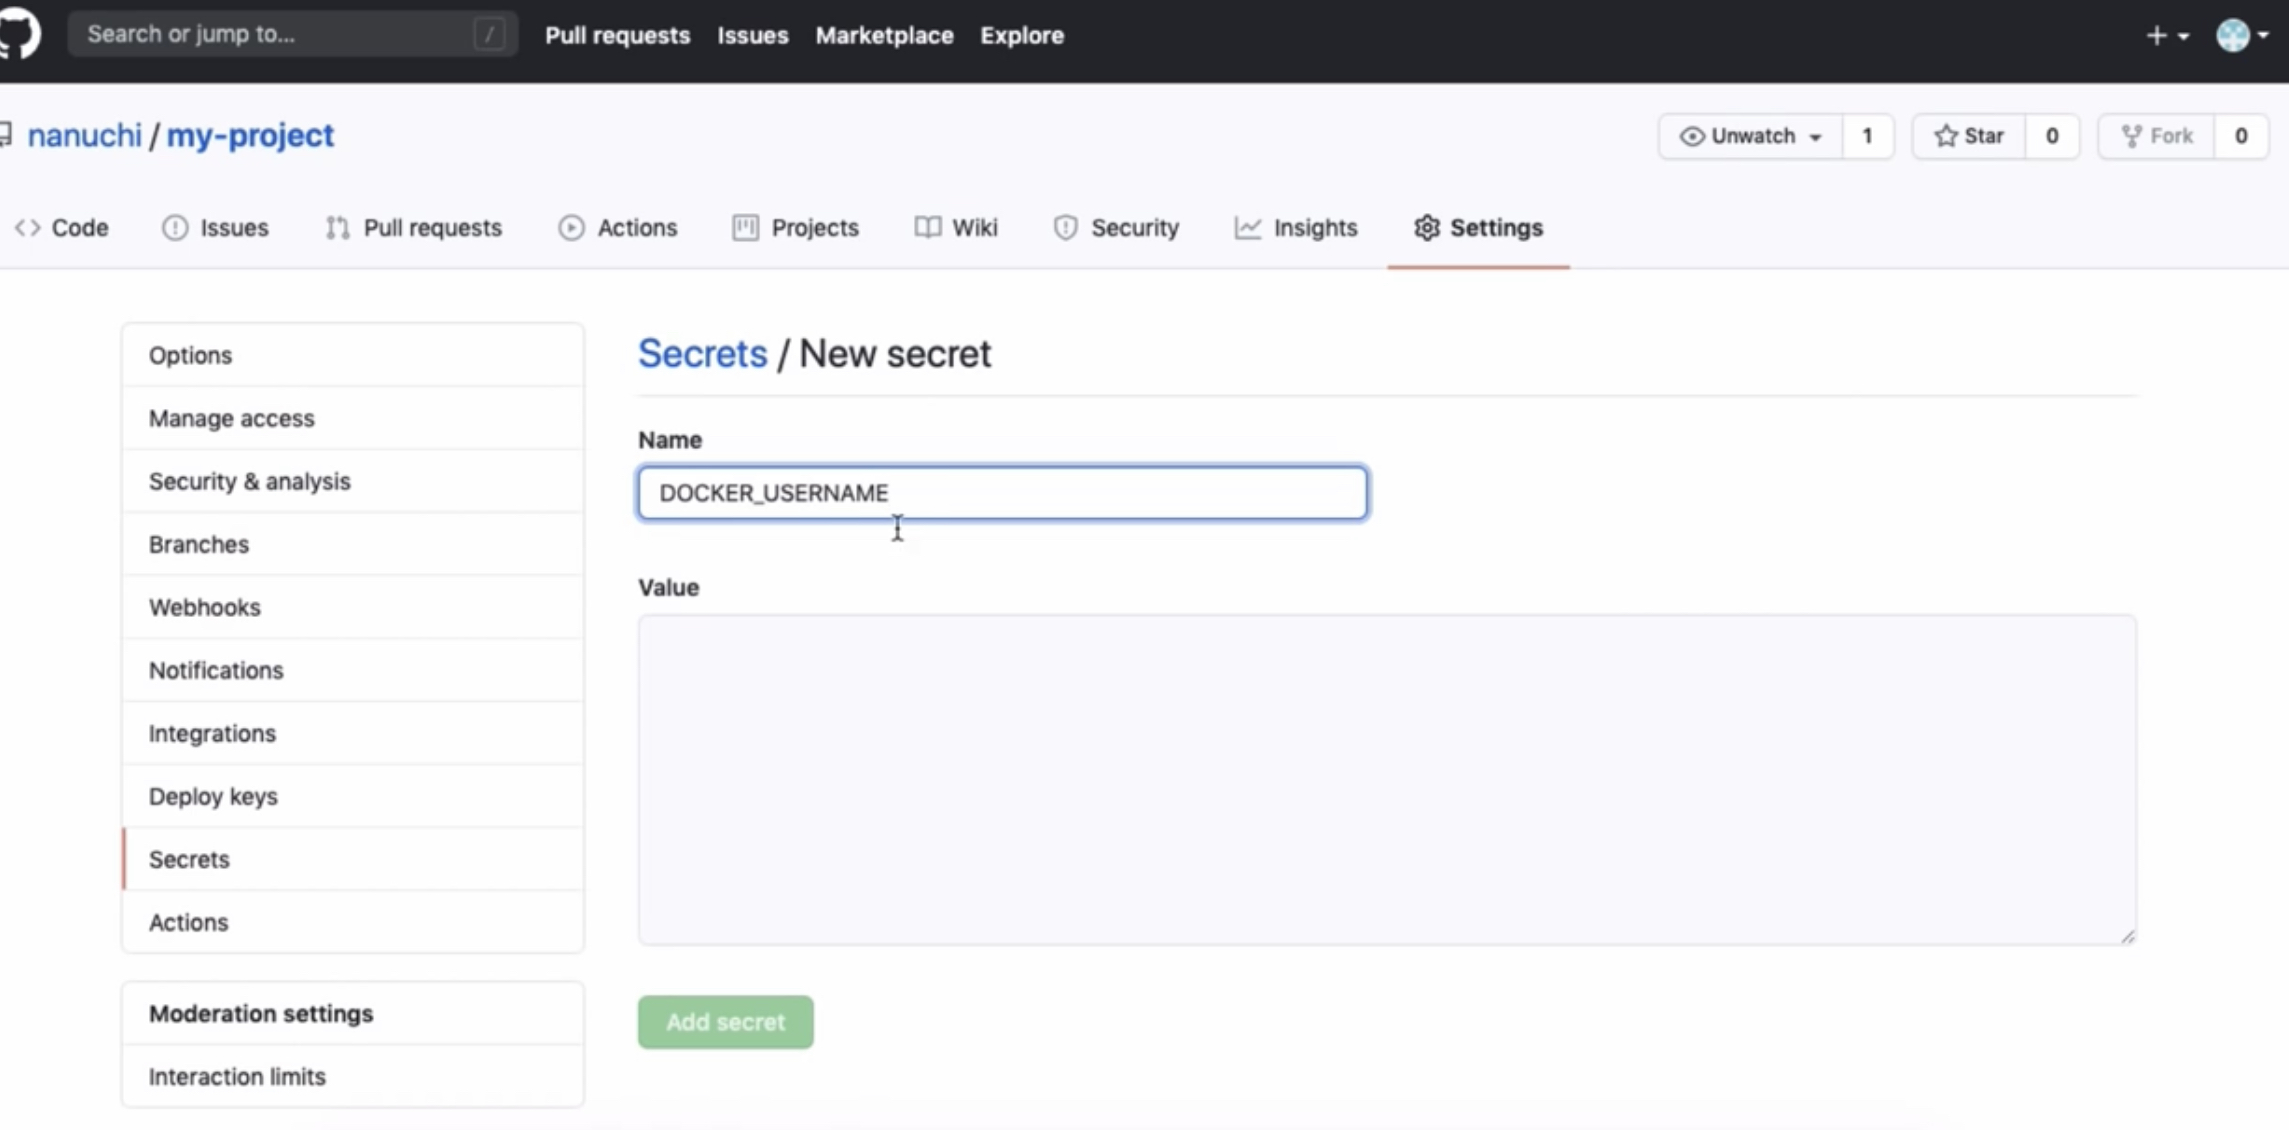 Search or jump to... / Pull requests Issues Marketplace Explore
nanuchi / my-project Unwatch 1 Star 0 Fork 0
Code Issues Pull requests Actions Projects Wiki Security Insights Settings
Options
Manage access
Security & analysis
Branches
Webhooks
Notifications
Integrations
Deploy keys
Secrets
Actions
Moderation settings
Interaction limits
Secrets / New secret
Name
DOCKER_USERNAME
Value
Add secret